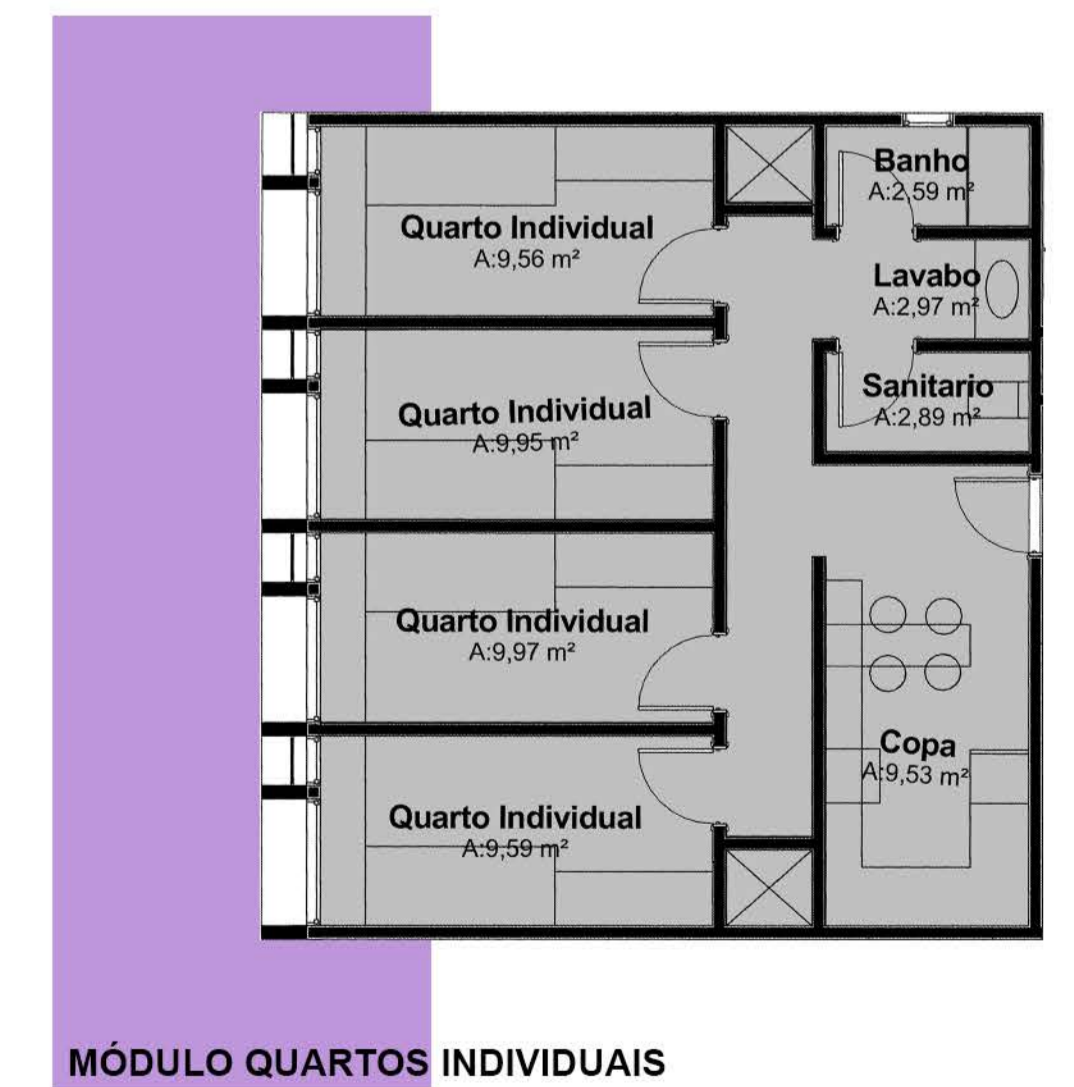 Banho
A:2,59 m²
Quarto Individual
A:9,56 m²
Lavabo
A:2,97 m²
Sanitario
A:2,89 m²
Quarto Individual
A:9,95 m²
Quarto Individual
A:9,97 m²
Copa
A:9,53 m²
Quarto Individual
A:9,59 m²
MÓDULO QUARTOS INDIVIDUAIS